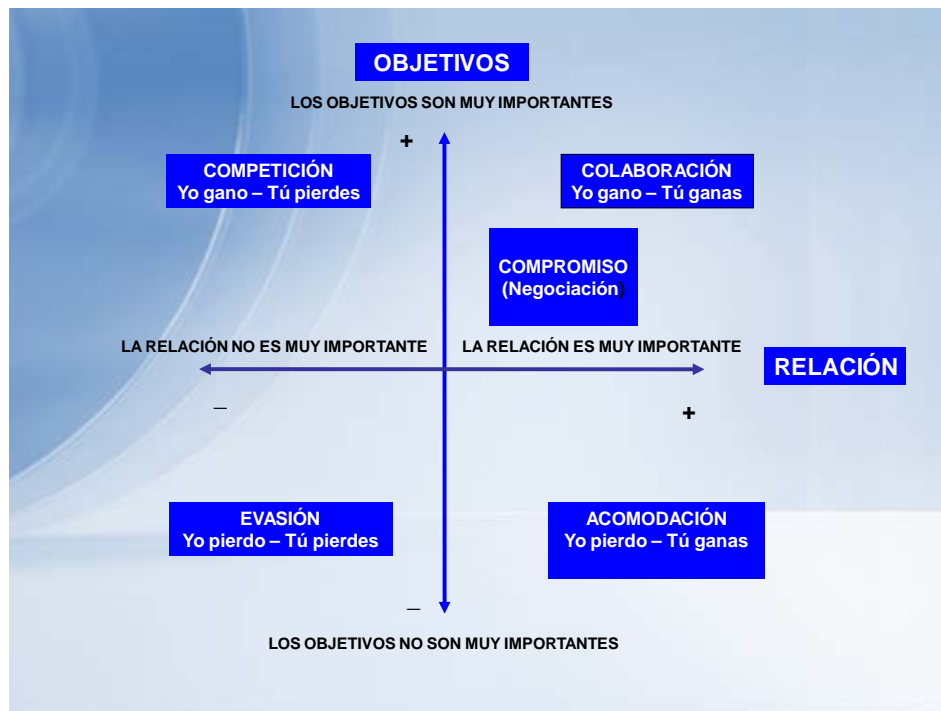 OBJETIVOS
LOS OBJETIVOS SON MUY IMPORTANTES
+
COMPETICIÓN
Yo gano – Tú pierdes
COLABORACIÓN
Yo gano – Tú ganas
COMPROMISO
(Negociación)
LA RELACIÓN NO ES MUY IMPORTANTE
LA RELACIÓN ES MUY IMPORTANTE
RELACIÓN
_
+
EVASIÓN
Yo pierdo – Tú pierdes
ACOMODACIÓN
Yo pierdo – Tú ganas
_
LOS OBJETIVOS NO SON MUY IMPORTANTES